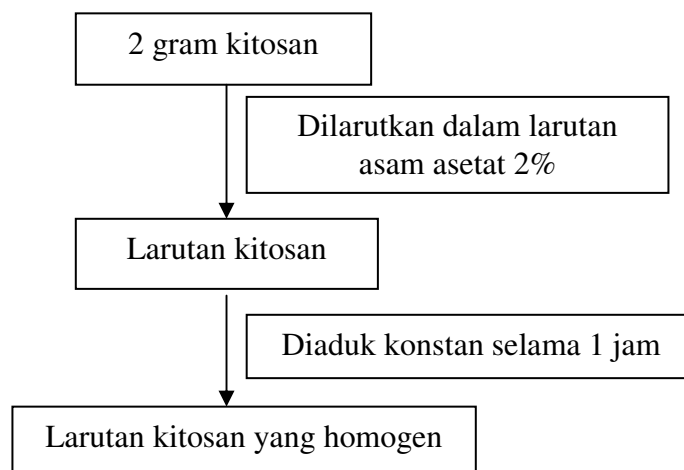 2 gram kitosan
Dilarutkan dalam larutan
asam asetat 2%
Larutan kitosan
Diaduk konstan selama 1 jam
Larutan kitosan yang homogen